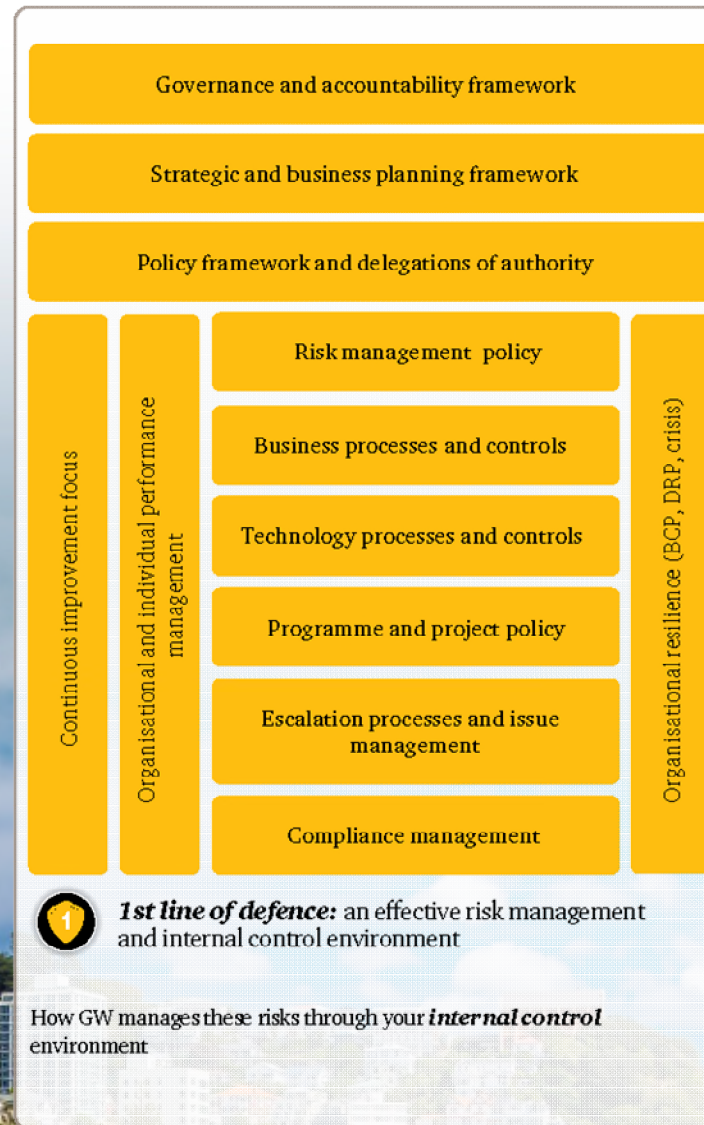 Governance and accountability framework
Strategic and business planning framework
Policy framework and delegations of authority
Continuous improvement focus
Organisational and individual performance
management
Risk management policy
Business processes and controls
Technology processes and controls
Programme and project policy
Escalation processes and issue
management
Compliance management
Organisational resilience (BCP, DRP, crisis)
1
1st line of defence: an effective risk management
and internal control environment
How GW manages these risks through your internal control
environment